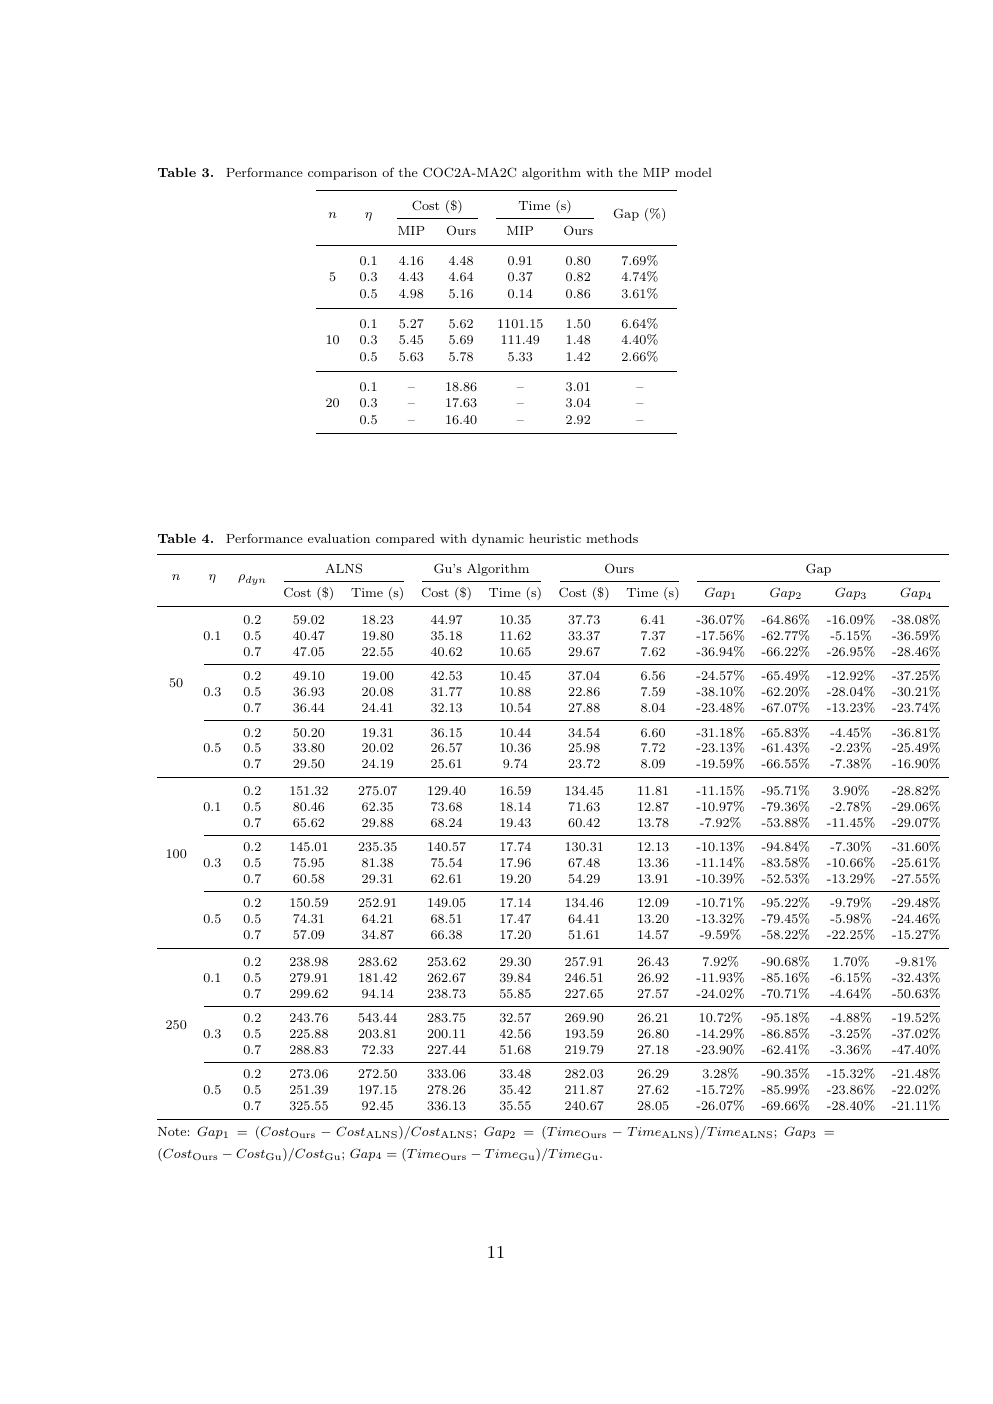 Table 3. Performance comparison of the COC2A-MA2C algorithm with the MIP model
n η Cost ($) Time (s) Gap (%)
MIP Ours MIP Ours
0.1 4.16 4.48 0.91 0.80 7.69%
5 0.3 4.43 4.64 0.37 0.82 4.74%
0.5 4.98 5.16 0.14 0.86 3.61%
0.1 5.27 5.62 1101.15 1.50 6.64%
10 0.3 5.45 5.69 111.49 1.48 4.40%
0.5 5.63 5.78 5.33 1.42 2.66%
0.1 – 18.86 – 3.01 –
20 0.3 – 17.63 – 3.04 –
0.5 – 16.40 – 2.92 –
Table 4. Performance evaluation compared with dynamic heuristic methods
n η ρdyn ALNS Gu's Algorithm Ours Gap
Cost ($) Time (s) Cost ($) Time (s) Cost ($) Time (s) Gap1 Gap2 Gap3 Gap4
0.2 59.02 18.23 44.97 10.35 37.73 6.41 -36.07% -64.86% -16.09% -38.08%
0.1 0.5 40.47 19.80 35.18 11.62 33.37 7.37 -17.56% -62.77% -5.15% -36.59%
0.7 47.05 22.55 40.62 10.65 29.67 7.62 -36.94% -66.22% -26.95% -28.46%
0.2 49.10 19.00 42.53 10.45 37.04 6.56 -24.57% -65.49% -12.92% -37.25%
50 0.3 0.5 36.93 20.08 31.77 10.88 22.86 7.59 -38.10% -62.20% -28.04% -30.21%
0.7 36.44 24.41 32.13 10.54 27.88 8.04 -23.48% -67.07% -13.23% -23.74%
0.2 50.20 19.31 36.15 10.44 34.54 6.60 -31.18% -65.83% -4.45% -36.81%
0.5 0.5 33.80 20.02 26.57 10.36 25.98 7.72 -23.13% -61.43% -2.23% -25.49%
0.7 29.50 24.19 25.61 9.74 23.72 8.09 -19.59% -66.55% -7.38% -16.90%
0.2 151.32 275.07 129.40 16.59 134.45 11.81 -11.15% -95.71% 3.90% -28.82%
0.1 0.5 80.46 62.35 73.68 18.14 71.63 12.87 -10.97% -79.36% -2.78% -29.06%
0.7 65.62 29.88 68.24 19.43 60.42 13.78 -7.92% -53.88% -11.45% -29.07%
0.2 145.01 235.35 140.57 17.74 130.31 12.13 -10.13% -94.84% -7.30% -31.60%
100 0.3 0.5 75.95 81.38 75.54 17.96 67.48 13.36 -11.14% -83.58% -10.66% -25.61%
0.7 60.58 29.31 62.61 19.20 54.29 13.91 -10.39% -52.53% -13.29% -27.55%
0.2 150.59 252.91 149.05 17.14 134.46 12.09 -10.71% -95.22% -9.79% -29.48%
0.5 0.5 74.31 64.21 68.51 17.47 64.41 13.20 -13.32% -79.45% -5.98% -24.46%
0.7 57.09 34.87 66.38 17.20 51.61 14.57 -9.59% -58.22% -22.25% -15.27%
0.2 238.98 283.62 253.62 29.30 257.91 26.43 7.92% -90.68% 1.70% -9.81%
0.1 0.5 279.91 181.42 262.67 39.84 246.51 26.92 -11.93% -85.16% -6.15% -32.43%
0.7 299.62 94.14 238.73 55.85 227.65 27.57 -24.02% -70.71% -4.64% -50.63%
0.2 243.76 543.44 283.75 32.57 269.90 26.21 10.72% -95.18% -4.88% -19.52%
250 0.3 0.5 225.88 203.81 200.11 42.56 193.59 26.80 -14.29% -86.85% -3.25% -37.02%
0.7 288.83 72.33 227.44 51.68 219.79 27.18 -23.90% -62.41% -3.36% -47.40%
0.2 273.06 272.50 333.06 33.48 282.03 26.29 3.28% -90.35% -15.32% -21.48%
0.5 0.5 251.39 197.15 278.26 35.42 211.87 27.62 -15.72% -85.99% -23.86% -22.02%
0.7 325.55 92.45 336.13 35.55 240.67 28.05 -26.07% -69.66% -28.40% -21.11%
Note: Gap1 = (CostOurs − CostALNS)/CostALNS; Gap2 = (TimeOurs − TimeALNS)/TimeALNS; Gap3 =
(CostOurs − CostGu)/CostGu; Gap4 = (TimeOurs − TimeGu)/TimeGu.
11